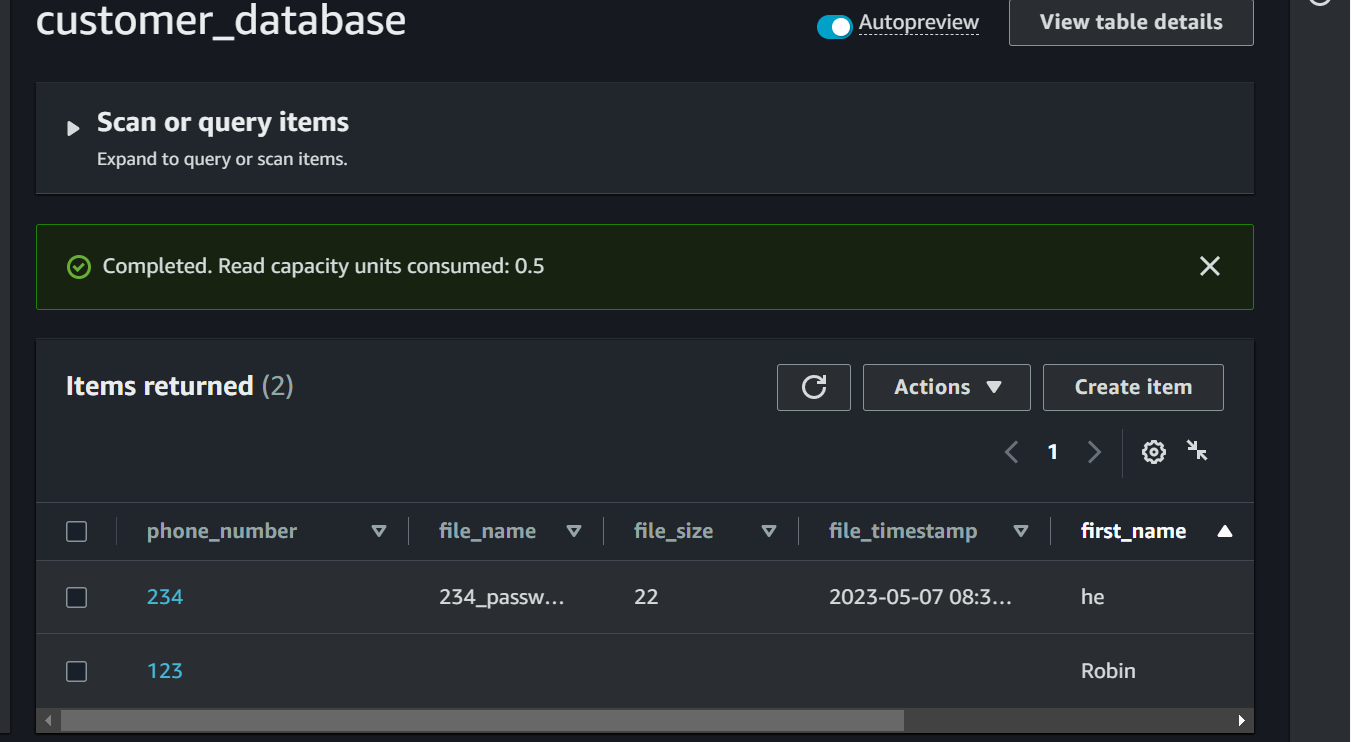 customer_database
Autopreview
View table details
Scan or query items
Expand to query or scan items.
Completed. Read capacity units consumed: 0.5
Items returned (2)
Actions
Create item
1
phone_number file_name file_size file_timestamp first_name
234 234_passw... 22 2023-05-07 08:3... he
123 Robin